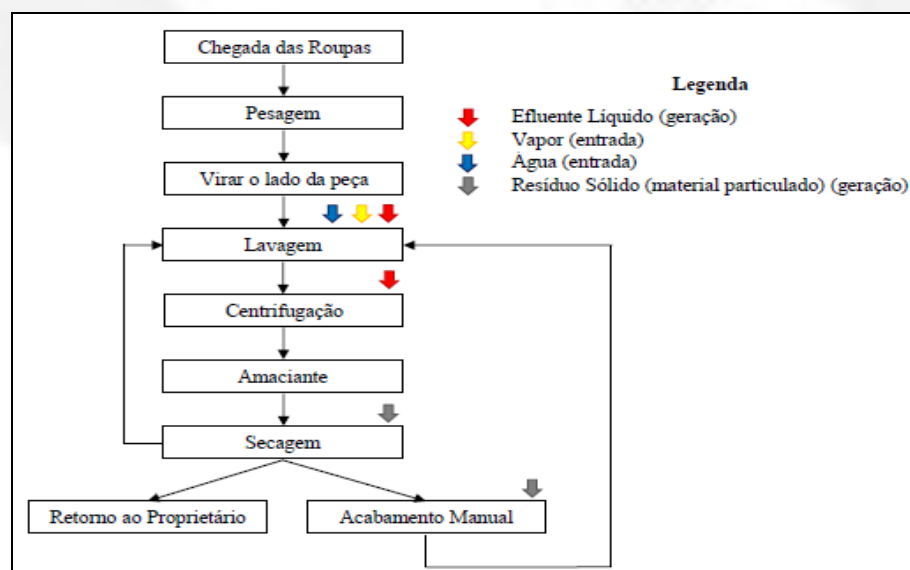 Chegada das Roupas
Pesagem
Virar o lado da peça
Lavagem
Centrifugação
Amaciante
Secagem
Retorno ao Proprietário
Acabamento Manual
Legenda
Efluente Líquido (geração)
Vapor (entrada)
Água (entrada)
Resíduo Sólido (material particulado) (geração)